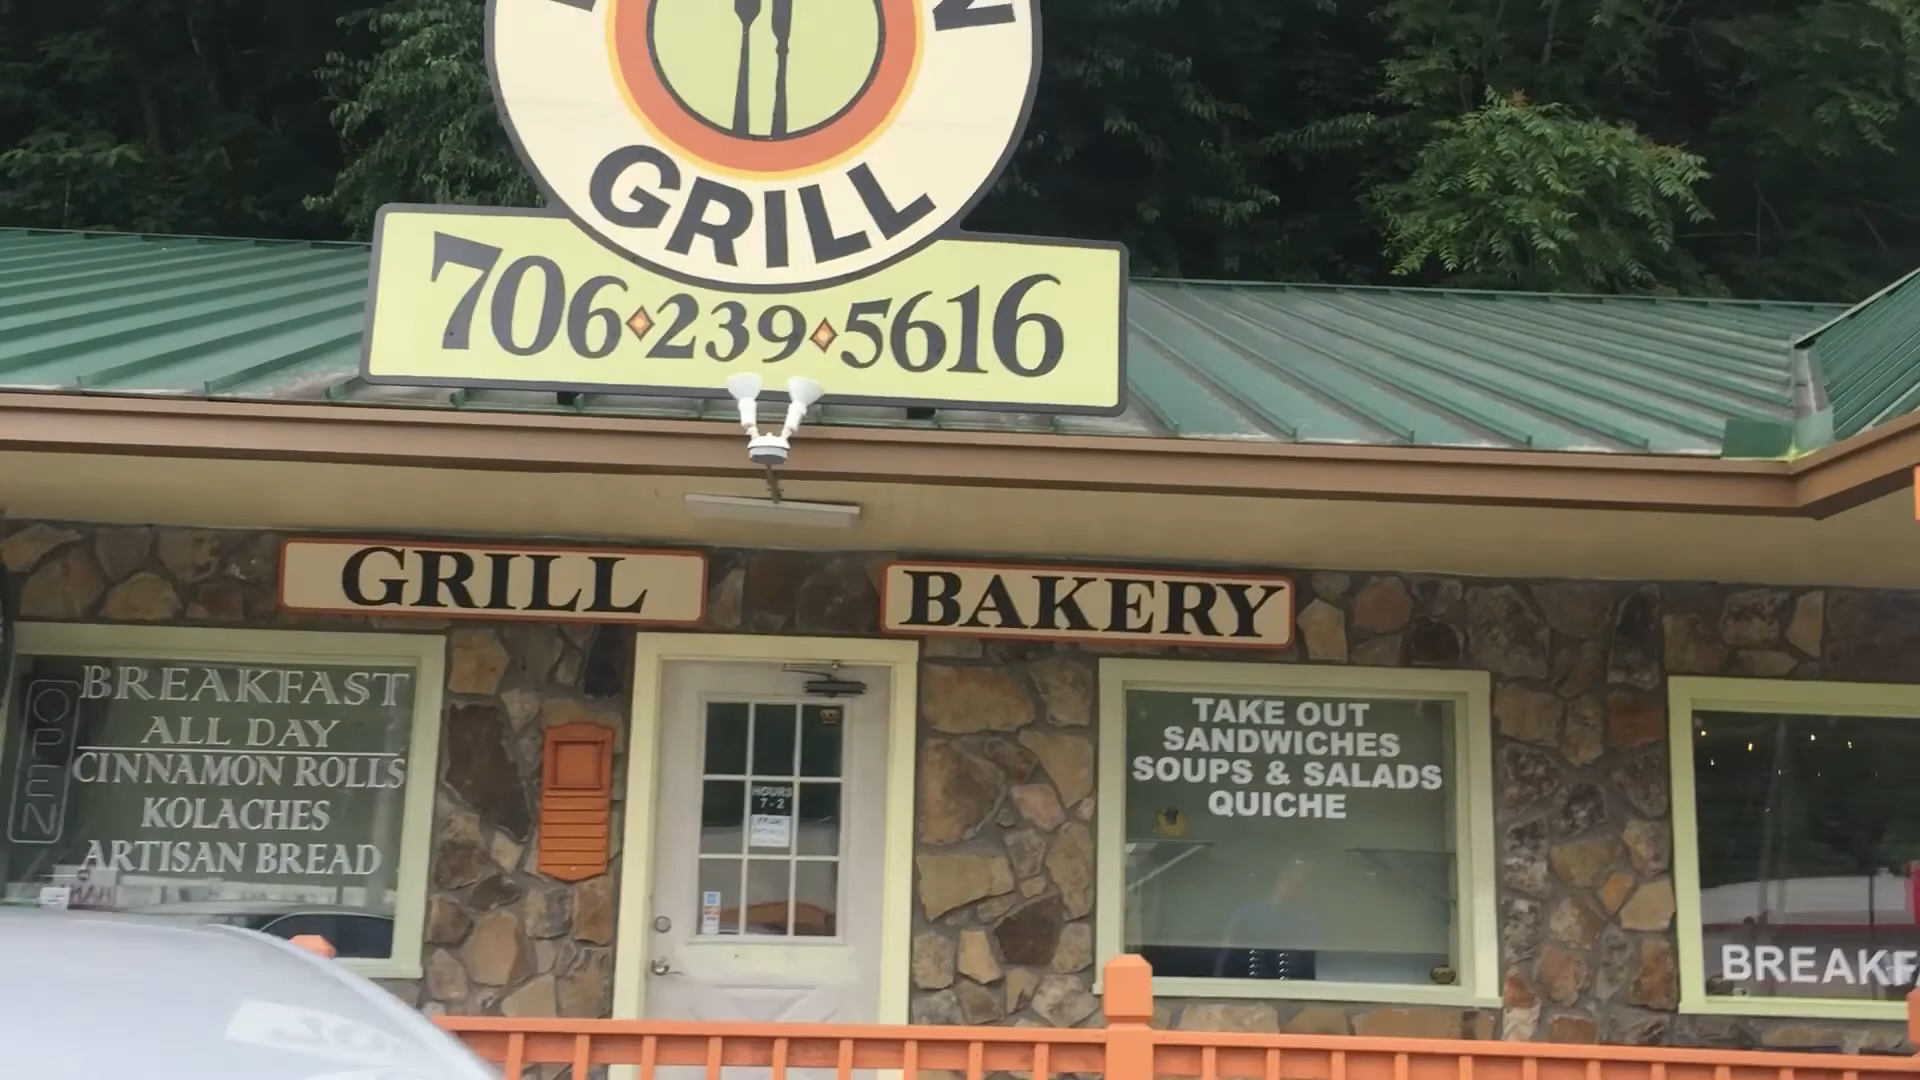 GRILL
706 239 5616
GRILL
BAKERY
BREAKFAST
ALL DAY
CINNAMON ROLLS
KOLACHES
ARTISAN BREAD
OPEN
HOURS
7-2
TAKE OUT
SANDWICHES
SOUPS & SALADS
QUICHE